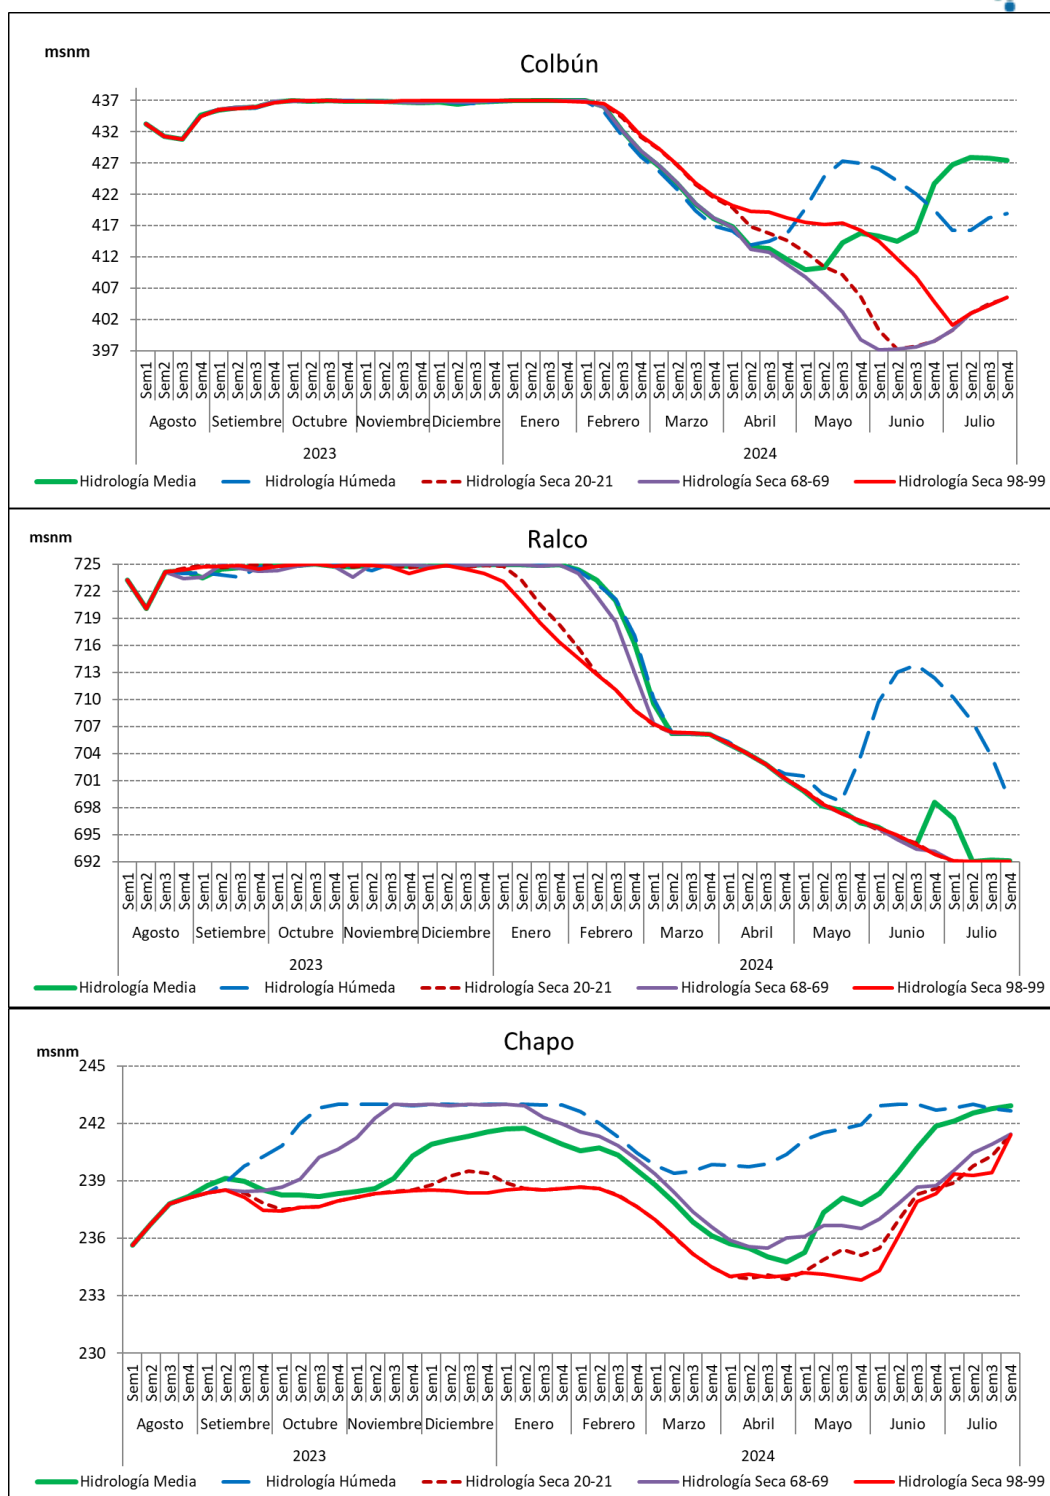 msnm
Colbún
437
432
427
422
417
412
407
402
397
Sem1 Sem2 Sem3 Sem4 Sem1 Sem2 Sem3 Sem4 Sem1 Sem2 Sem3 Sem4 Sem1 Sem2 Sem3 Sem4 Sem1 Sem2 Sem3 Sem4 Sem1 Sem2 Sem3 Sem4 Sem1 Sem2 Sem3 Sem4 Sem1 Sem2 Sem3 Sem4 Sem1 Sem2 Sem3 Sem4 Sem1 Sem2 Sem3 Sem4 Sem1 Sem2 Sem3 Sem4 Sem1 Sem2 Sem3 Sem4
Agosto Setiembre Octubre Noviembre Diciembre Enero Febrero Marzo Abril Mayo Junio Julio
2023 2024
Hidrología Media Hidrología Húmeda Hidrología Seca 20-21 Hidrología Seca 68-69 Hidrología Seca 98-99
msnm
Ralco
725
722
719
716
713
710
707
704
701
698
695
692
Sem1 Sem2 Sem3 Sem4 Sem1 Sem2 Sem3 Sem4 Sem1 Sem2 Sem3 Sem4 Sem1 Sem2 Sem3 Sem4 Sem1 Sem2 Sem3 Sem4 Sem1 Sem2 Sem3 Sem4 Sem1 Sem2 Sem3 Sem4 Sem1 Sem2 Sem3 Sem4 Sem1 Sem2 Sem3 Sem4 Sem1 Sem2 Sem3 Sem4 Sem1 Sem2 Sem3 Sem4 Sem1 Sem2 Sem3 Sem4
Agosto Setiembre Octubre Noviembre Diciembre Enero Febrero Marzo Abril Mayo Junio Julio
2023 2024
Hidrología Media Hidrología Húmeda Hidrología Seca 20-21 Hidrología Seca 68-69 Hidrología Seca 98-99
Chapo
msnm
245
242
239
236
233
230
Sem1 Sem2 Sem3 Sem4 Sem1 Sem2 Sem3 Sem4 Sem1 Sem2 Sem3 Sem4 Sem1 Sem2 Sem3 Sem4 Sem1 Sem2 Sem3 Sem4 Sem1 Sem2 Sem3 Sem4 Sem1 Sem2 Sem3 Sem4 Sem1 Sem2 Sem3 Sem4 Sem1 Sem2 Sem3 Sem4 Sem1 Sem2 Sem3 Sem4 Sem1 Sem2 Sem3 Sem4 Sem1 Sem2 Sem3 Sem4
Agosto Setiembre Octubre Noviembre Diciembre Enero Febrero Marzo Abril Mayo Junio Julio
2023 2024
Hidrología Media Hidrología Húmeda Hidrología Seca 20-21 Hidrología Seca 68-69 Hidrología Seca 98-99